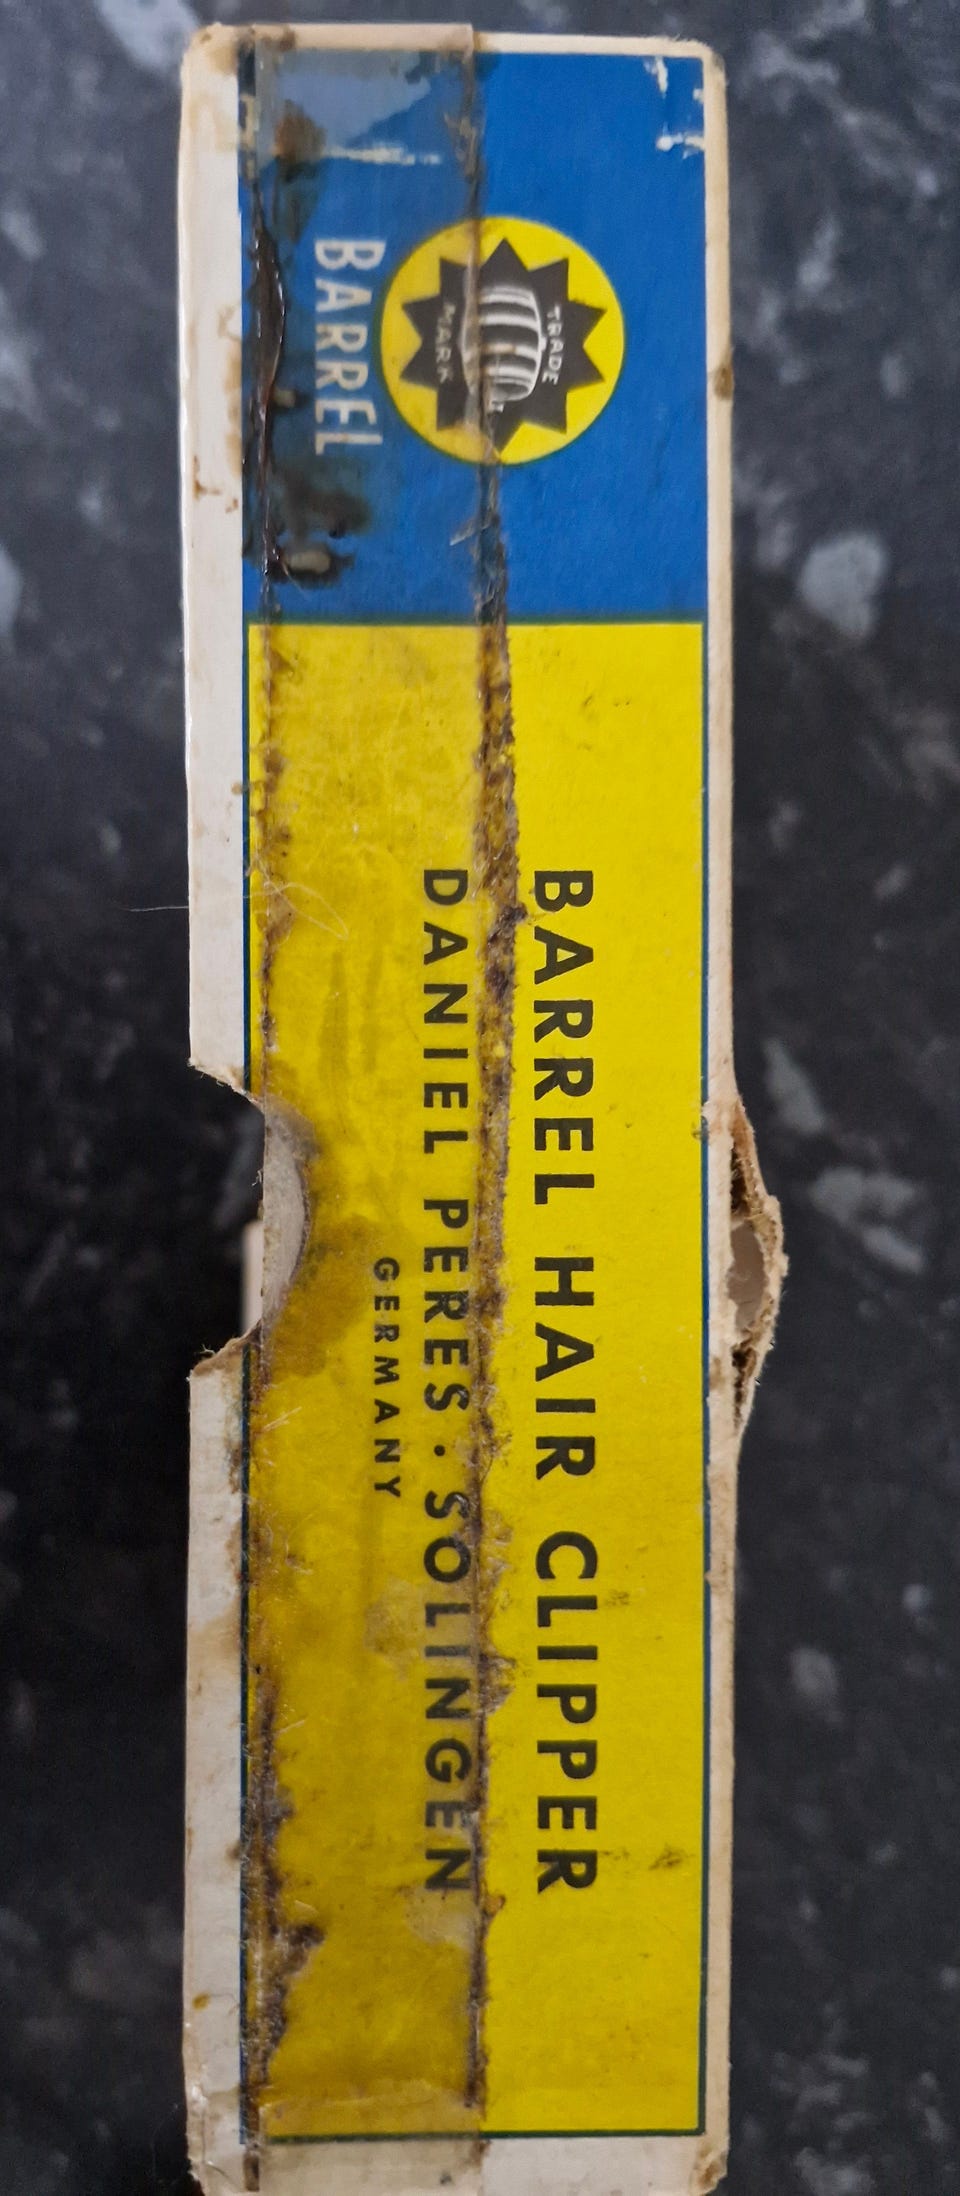 TRADE
MARK
BARREL
BARREL HAIR CLIPPER
DANIEL PERES · SOLINGEN
GERMANY